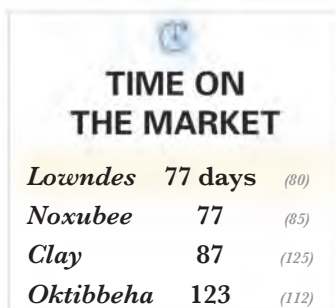 TIME ON
THE MARKET
Lowndes 77 days (80)
Noxubee 77 (85)
Clay 87 (125)
Oktibbeha 123 (112)